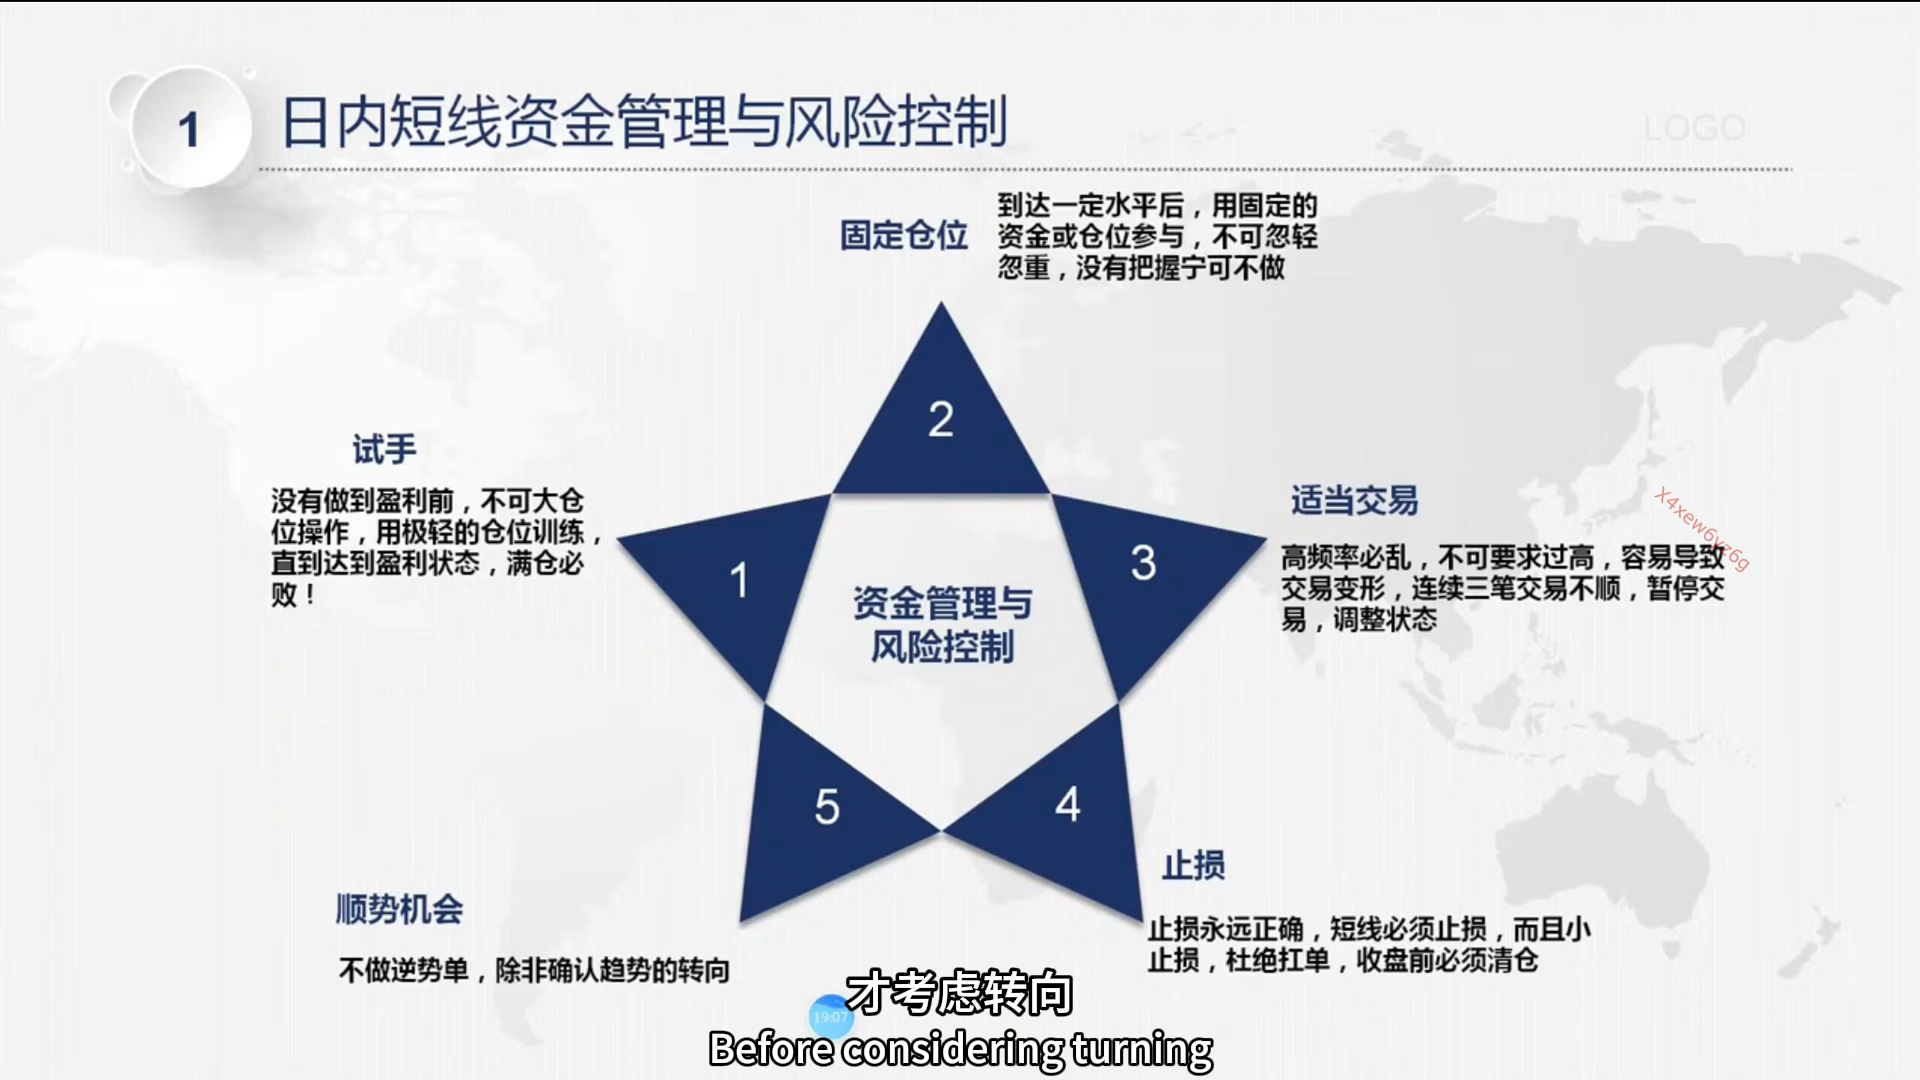 1
日内短线资金管理与风险控制
LOGO
固定仓位
到达一定水平后，用固定的
资金或仓位参与，不可忽轻
忽重，没有把握宁可不做
2
试手
没有做到盈利前，不可大仓
位操作，用极轻的仓位训练，
直到达到盈利状态，满仓必
败！
1
3
适当交易
高频率必乱，不可要求过高，容易导致
交易变形，连续三笔交易不顺，暂停交
易，调整状态
资金管理与
风险控制
5
4
止损
止损永远正确，短线必须止损，而且小
止损，杜绝扛单，收盘前必须清仓
顺势机会
不做逆势单，除非确认趋势的转向
才考虑转向
19:07
Before considering turning